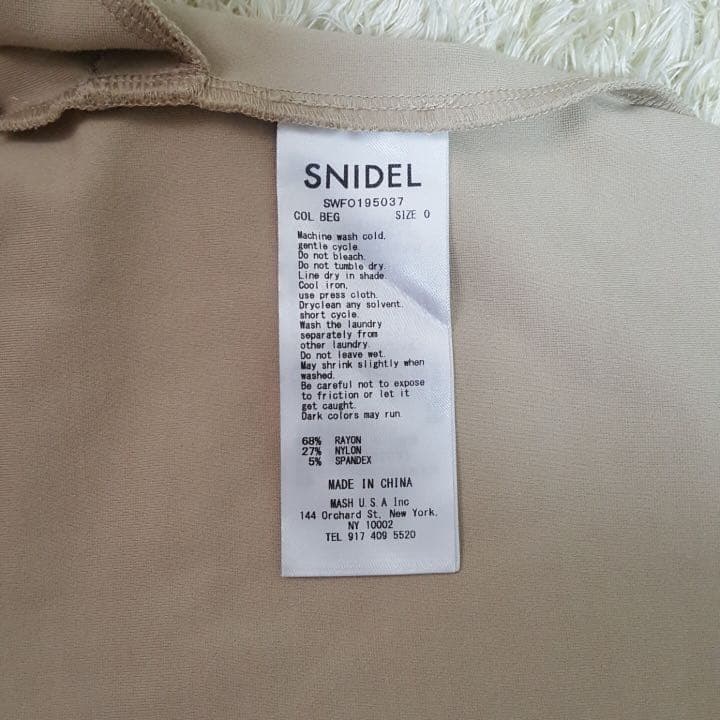 SNIDEL
SWFO195037
COL BEG SIZE 0
Machine wash cold,
gentle cycle.
Do not bleach.
Do not tumble dry.
Line dry in shade.
Cool iron,
use press cloth.
Dryclean any solvent.
short cycle.
Wash the laundry
separately from
other laundry.
Do not leave wet.
May shrink slightly when
washed.
Be careful not to expose
to friction or let it
get caught.
Dark colors may run.
68% RAYON
27% NYLON
5% SPANDEX
MADE IN CHINA
MASH U.S.A Inc
144 Orchard St, New York,
NY 10002
TEL 917 409 5520